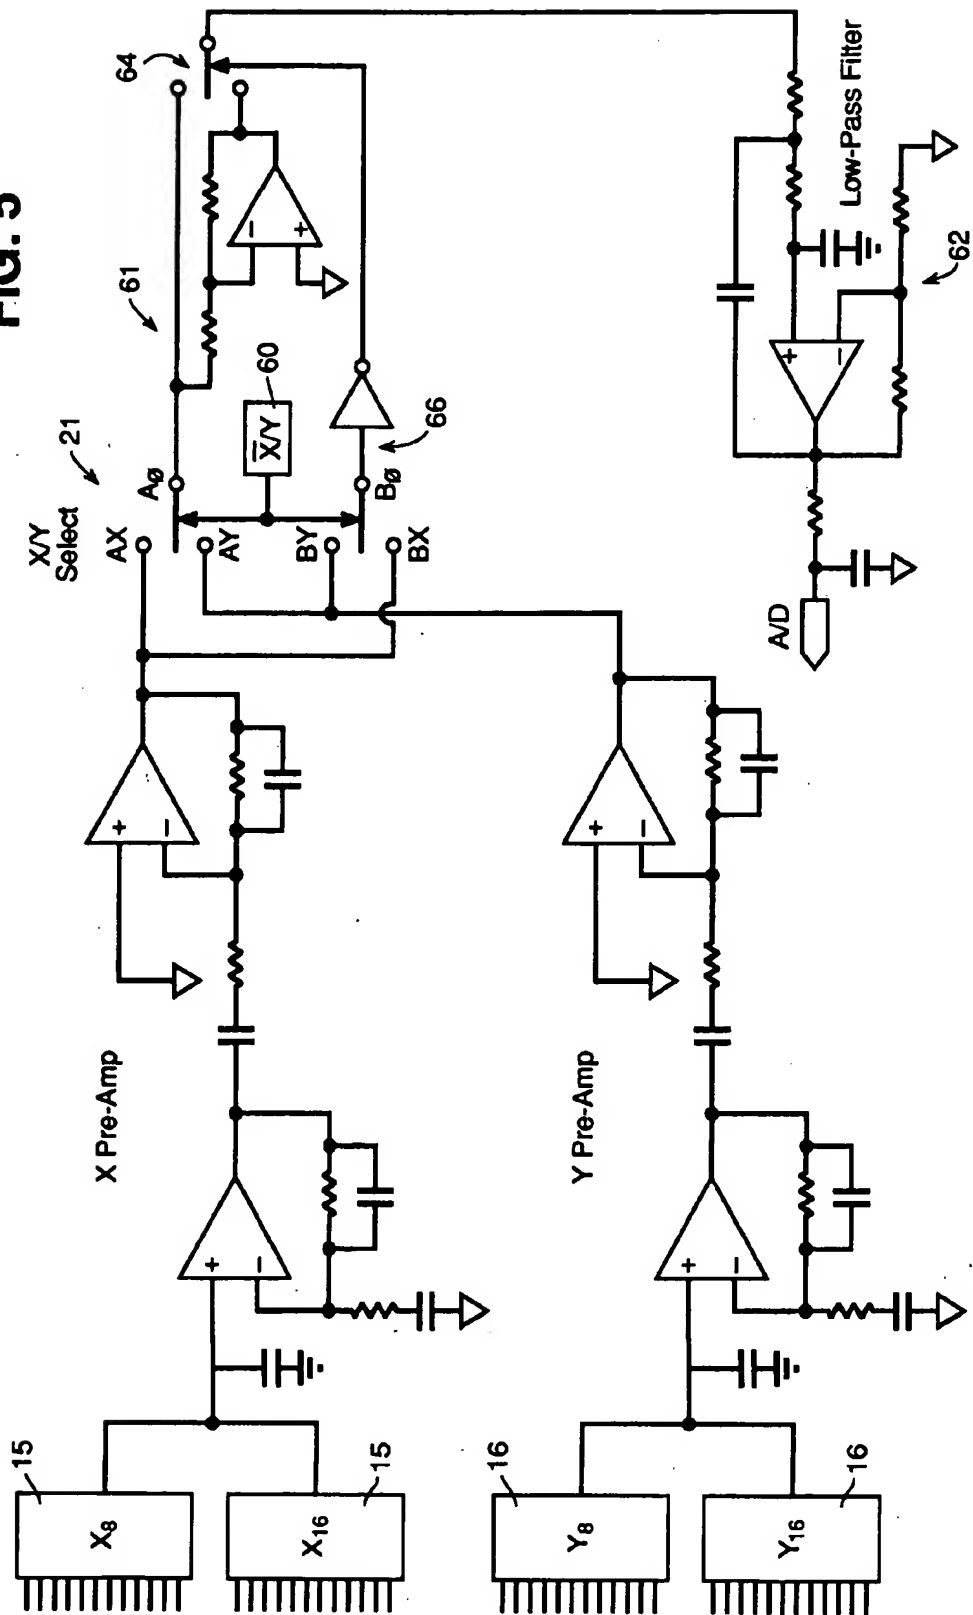 FIG. 5
64
61
X/Y
Select
21
AX
AØ
AY
X̅/Y
60
BY
BØ
BX
66
Low-Pass Filter
62
A/D
+
−
+
−
+
−
+
−
X Pre-Amp
+
−
Y Pre-Amp
+
−
15
X8
15
X16
16
Y8
16
Y16